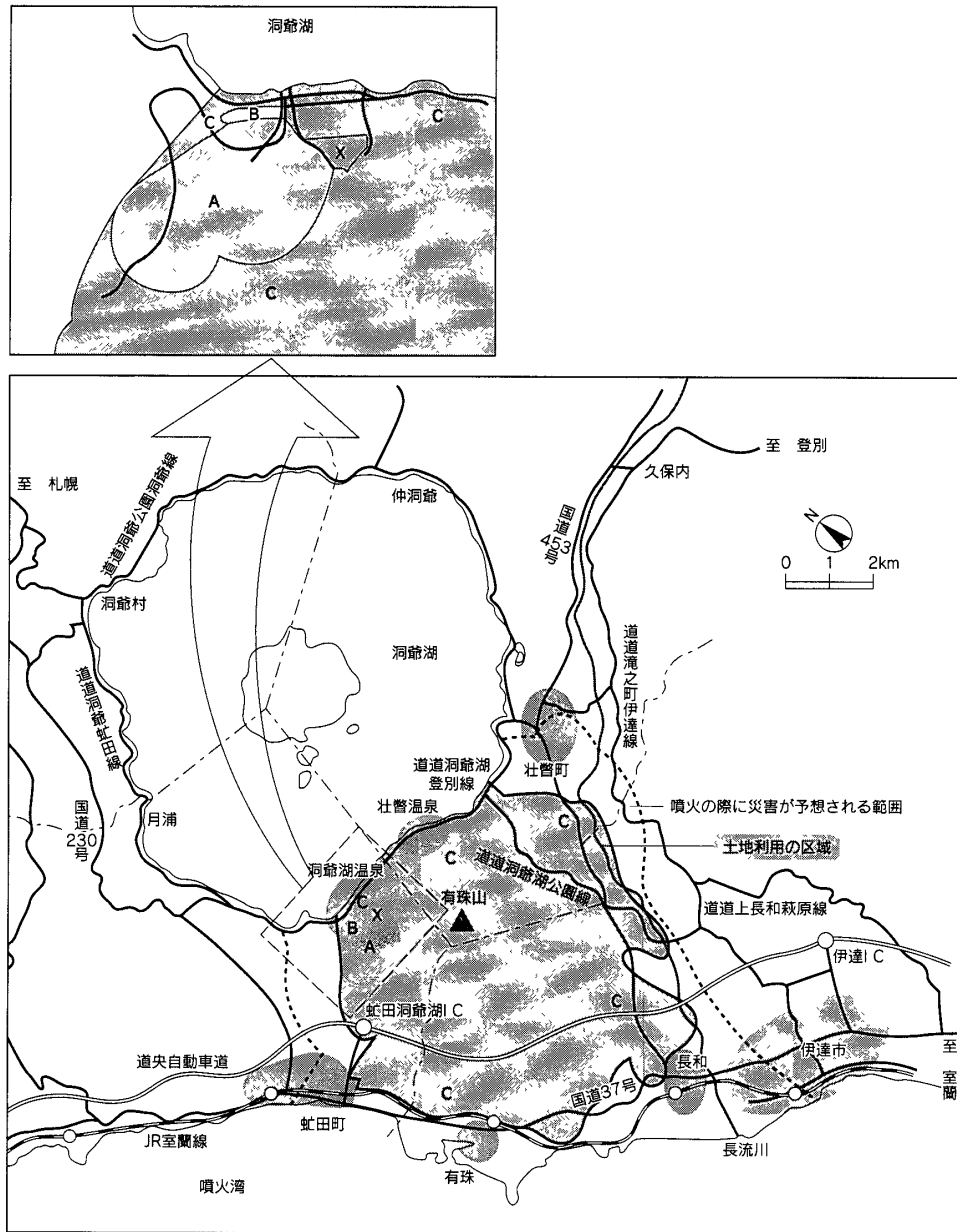 洞爺湖
C
B
C
X
A
C
至 札幌
道道洞爺公園洞爺線
仲洞爺
久保内
至 登別
国道453号
N
0 1 2km
洞爺村
洞爺湖
道道洞爺虻田線
道道滝之町伊達線
国道230号
月浦
道道洞爺湖登別線
壮瞥町
壮瞥温泉
噴火の際に災害が予想される範囲
土地利用の区域
洞爺湖温泉
C
C
道道洞爺湖公園線
有珠山
C
X
B
A
道道上長和萩原線
伊達IC
虻田洞爺湖IC
C
道央自動車道
長和
伊達市
至 室蘭
C
国道37号
虻田町
JR室蘭線
長流川
有珠
噴火湾